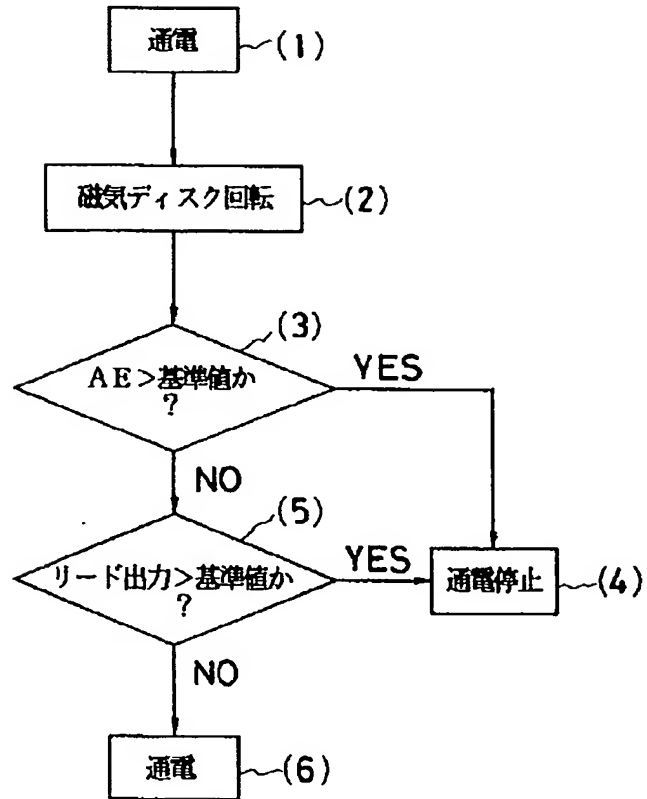 通電
(1)
磁気ディスク回転
(2)
(3)
AE>基準値か
?
YES
NO
(5)
リード出力>基準値か
?
YES
通電停止
(4)
NO
通電
(6)